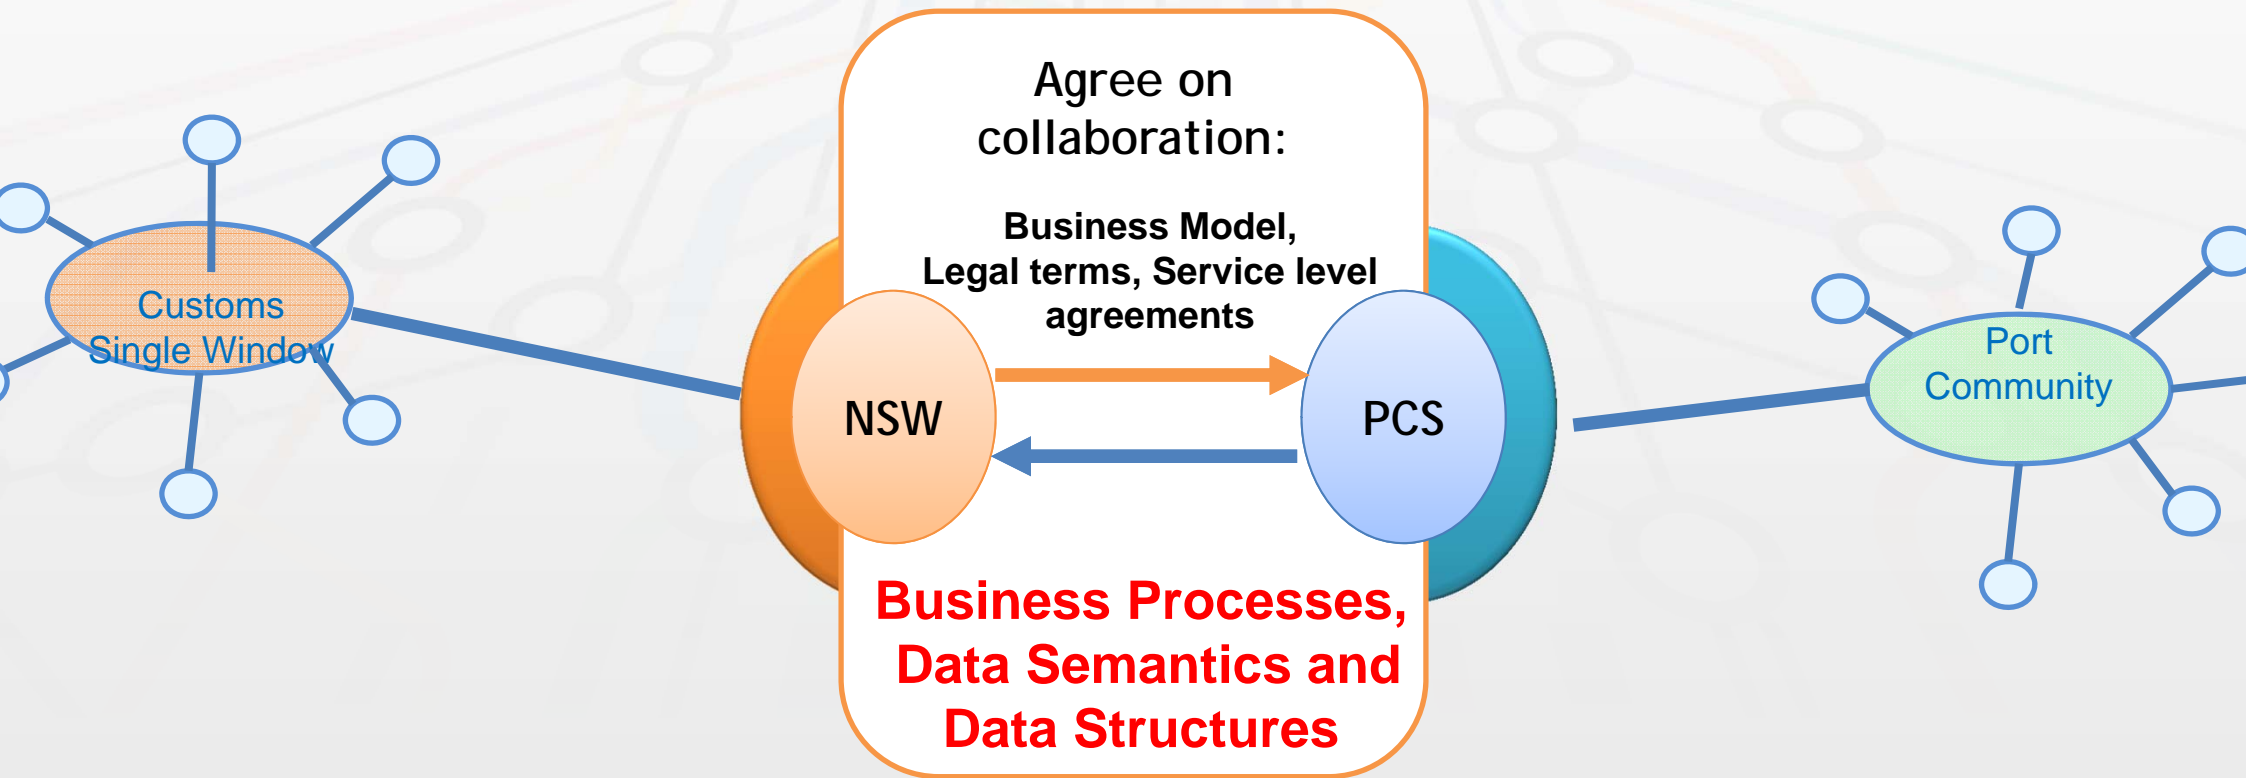 Agree on
collaboration:
Business Model,
Legal terms, Service level
agreements
Customs
Single Window
NSW
PCS
Port
Community
Business Processes,
Data Semantics and
Data Structures